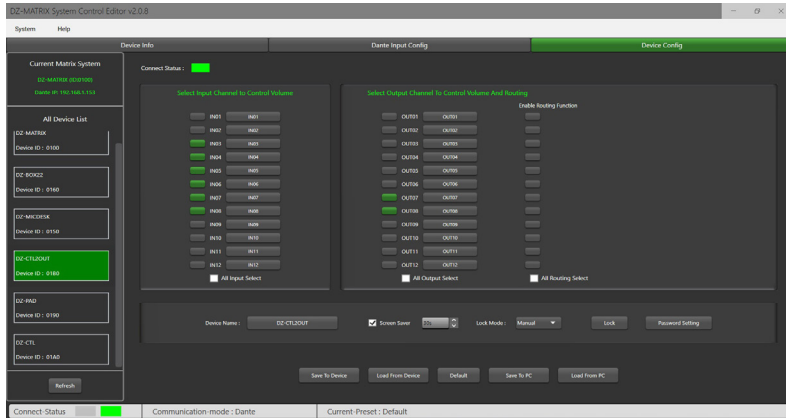 DZ-MATRIX System Control Editor v2.0.8
System Help
Device Info Dante Input Config Device Config
Current Matrix System
DZ-MATRIX (ID:0100)
Dante IP: 192.168.1.153
All Device List
DZ-MATRIX
Device ID : 0100
DZ-BOX22
Device ID : 0160
DZ-MICDESK
Device ID : 0150
DZ-CTL2OUT
Device ID : 01B0
DZ-PAD
Device ID : 0190
DZ-CTL
Device ID : 01A0
Refresh
Connect Status :
Select Input Channel to Control Volume
IN01 IN01
IN02 IN02
IN03 IN03
IN04 IN04
IN05 IN05
IN06 IN06
IN07 IN07
IN08 IN08
IN09 IN09
IN10 IN10
IN11 IN11
IN12 IN12
All Input Select
Select Output Channel To Control Volume And Routing
Enable Routing Function
OUT01 OUT01
OUT02 OUT02
OUT03 OUT03
OUT04 OUT04
OUT05 OUT05
OUT06 OUT06
OUT07 OUT07
OUT08 OUT08
OUT09 OUT09
OUT10 OUT10
OUT11 OUT11
OUT12 OUT12
All Output Select All Routing Select
Device Name : DZ-CTL2OUT Screen Saver 20s Lock Mode : Manual Lock Password Setting
Save To Device Load From Device Default Save To PC Load From PC
Connect-Status Communication-mode : Dante Current-Preset : Default